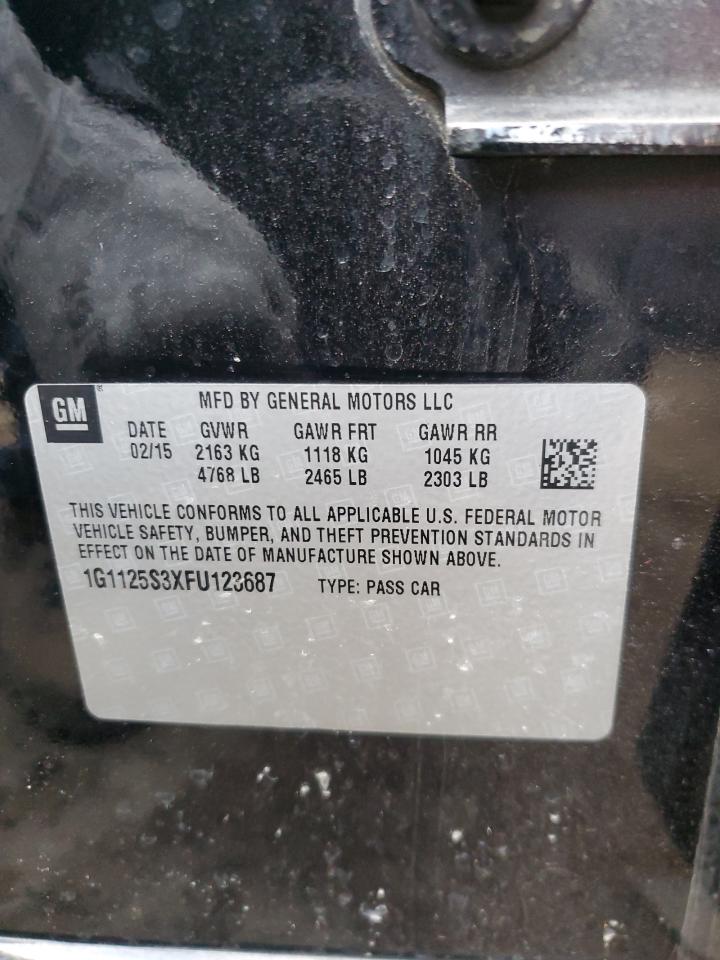 GM
MFD BY GENERAL MOTORS LLC
DATE GVWR GAWR FRT GAWR RR
02/15 2163 KG 1118 KG 1045 KG
4768 LB 2465 LB 2303 LB
THIS VEHICLE CONFORMS TO ALL APPLICABLE U.S. FEDERAL MOTOR
VEHICLE SAFETY, BUMPER, AND THEFT PREVENTION STANDARDS IN
EFFECT ON THE DATE OF MANUFACTURE SHOWN ABOVE.
1G1125S3XFU123687 TYPE: PASS CAR